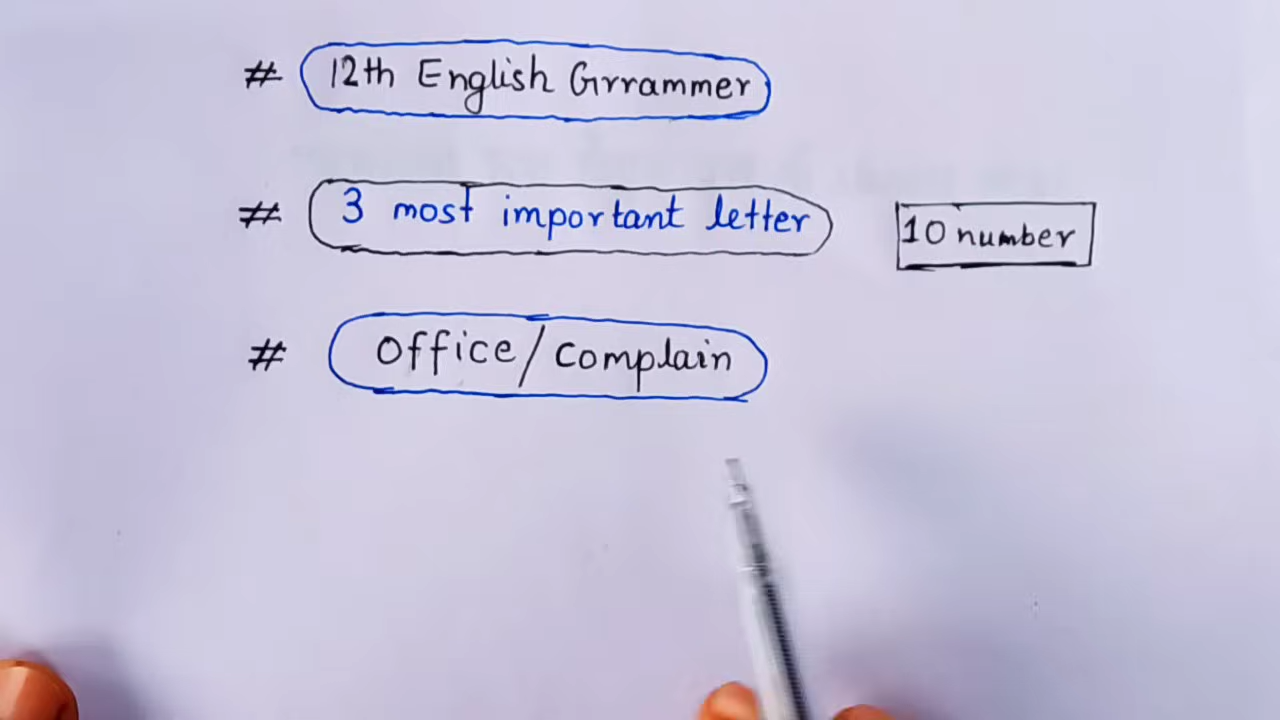 # 12th English Grrammer
# 3 most important letter 10 number
# office/complain